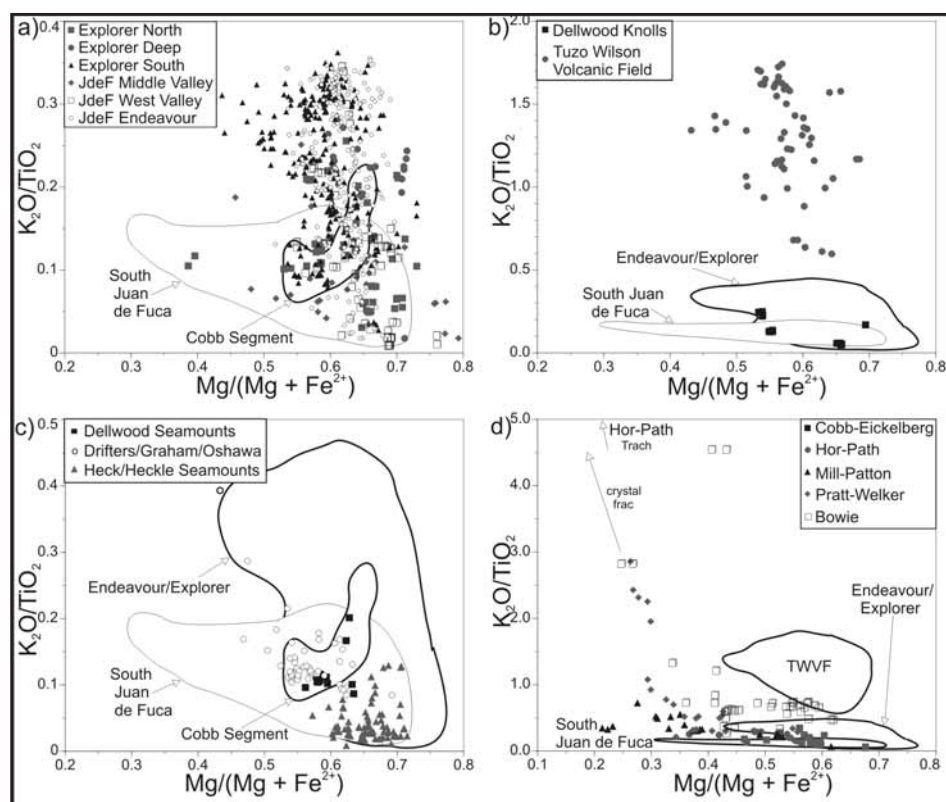 a)
Explorer North
Explorer Deep
Explorer South
JdeF Middle Valley
JdeF West Valley
JdeF Endeavour
K₂O/TiO₂
0.4
0.3
0.2
0.1
0.0
South
Juan
de Fuca
Cobb Segment
0.2 0.3 0.4 0.5 0.6 0.7 0.8
Mg/(Mg + Fe²⁺)
b)
Dellwood Knolls
Tuzo Wilson
Volcanic Field
K₂O/TiO₂
2.0
1.5
1.0
0.5
0.0
Endeavour/Explorer
South Juan
de Fuca
0.2 0.3 0.4 0.5 0.6 0.7 0.8
Mg/(Mg + Fe²⁺)
c)
Dellwood Seamounts
Drifters/Graham/Oshawa
Heck/Heckle Seamounts
K₂O/TiO₂
0.5
0.4
0.3
0.2
0.1
0.0
Endeavour/Explorer
South
Juan
de Fuca
Cobb Segment
0.2 0.3 0.4 0.5 0.6 0.7 0.8
Mg/(Mg + Fe²⁺)
d)
Hor-Path
Trach
crystal
frac
Cobb-Eickelberg
Hor-Path
Mill-Patton
Pratt-Welker
Bowie
K₂O/TiO₂
5.0
4.0
3.0
2.0
1.0
0.0
Endeavour/
Explorer
TWVF
South
Juan de Fuca
0.1 0.2 0.3 0.4 0.5 0.6 0.7 0.8
Mg/(Mg + Fe²⁺)